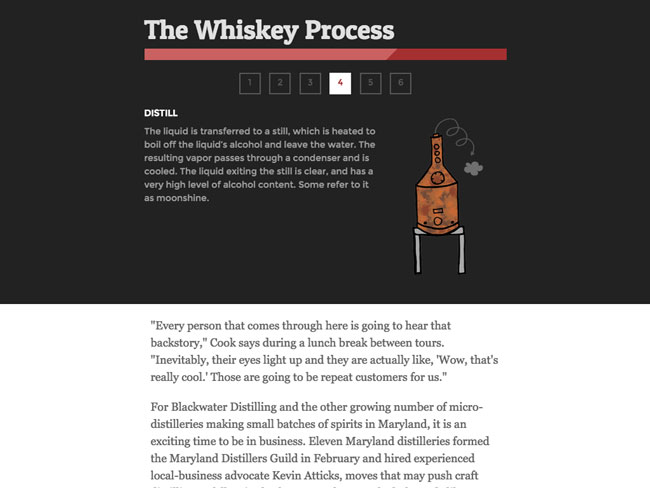 The Whiskey Process
1 2 3 4 5 6
DISTILL
The liquid is transferred to a still, which is heated to
boil off the liquid's alcohol and leave the water. The
resulting vapor passes through a condenser and is
cooled. The liquid exiting the still is clear, and has a
very high level of alcohol content. Some refer to it
as moonshine.
"Every person that comes through here is going to hear that
backstory," Cook says during a lunch break between tours.
"Inevitably, their eyes light up and they are actually like, 'Wow, that's
really cool.' Those are going to be repeat customers for us."
For Blackwater Distilling and the other growing number of micro-
distilleries making small batches of spirits in Maryland, it is an
exciting time to be in business. Eleven Maryland distilleries formed
the Maryland Distillers Guild in February and hired experienced
local-business advocate Kevin Atticks, moves that may push craft